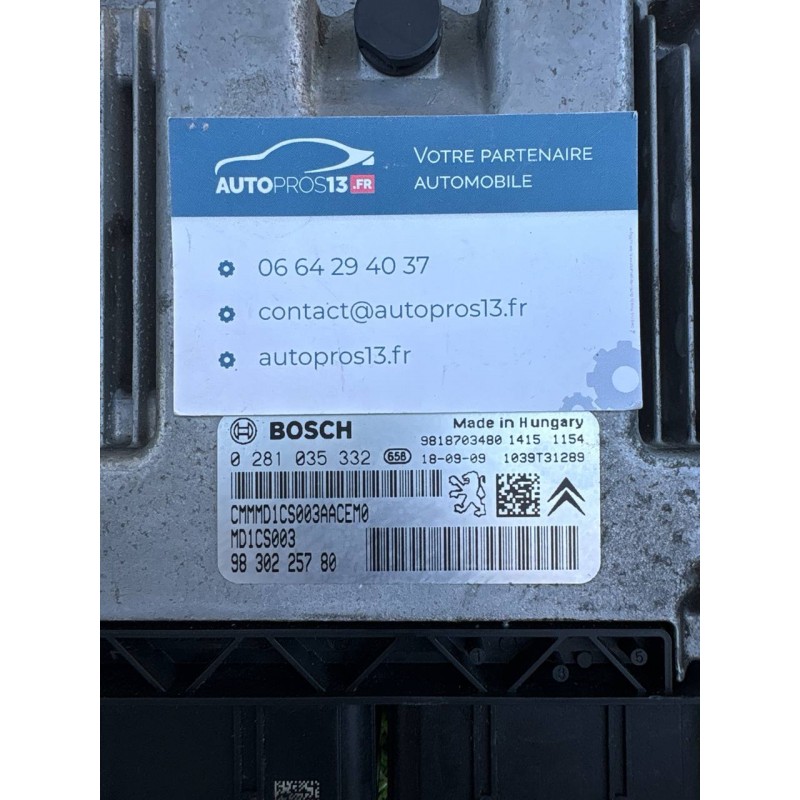 AUTOPROS13.FR
VOTRE PARTENAIRE
AUTOMOBILE
06 64 29 40 37
contact@autopros13.fr
autopros13.fr
BOSCH
Made in Hungary
9818703480 1415 1154
0 281 035 332 658 18-09-09 1039T31289
CMMMD1CS003AACEM0
MD1CS003
98 302 257 80